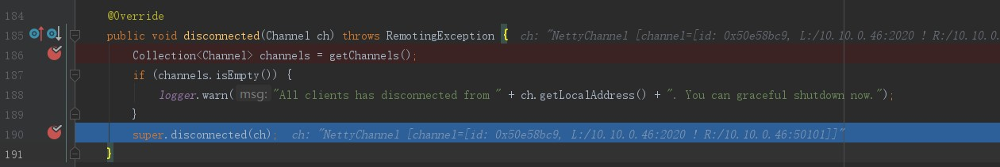 184 @Override
185 public void disconnected(Channel ch) throws RemotingException { ch: "NettyChannel [channel=[id: 0x50e58bc9, L:/10.10.0.46:2020 ! R:/10.10.0.
186 Collection<Channel> channels = getChannels();
187 if (channels.isEmpty()) {
188 logger.warn( msg: "All clients has disconnected from " + ch.getLocalAddress() + ". You can graceful shutdown now.");
189 }
190 super.disconnected(ch); ch: "NettyChannel [channel=[id: 0x50e58bc9, L:/10.10.0.46:2020 ! R:/10.10.0.46:50101]]"
191 }